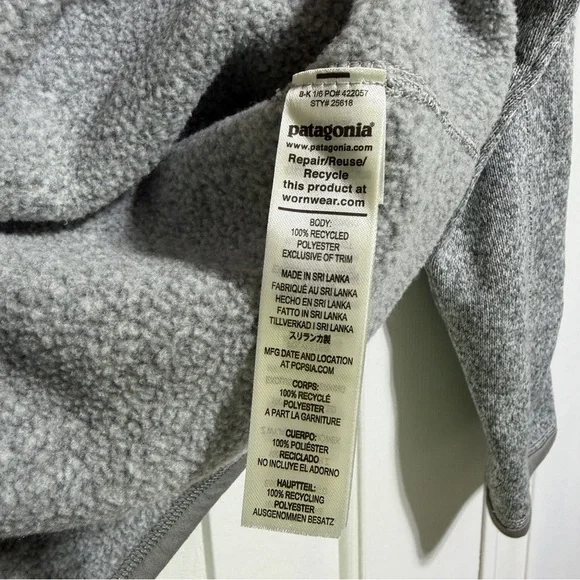 8-K 1/6 PO# 422057
STY# 25618
patagonia®
www.patagonia.com
Repair/Reuse/
Recycle
this product at
wornwear.com
BODY:
100% RECYCLED
POLYESTER
EXCLUSIVE OF TRIM
MADE IN SRI LANKA
FABRIQUÉ AU SRI LANKA
HECHO EN SRI LANKA
FATTO IN SRI LANKA
TILLVERKAD I SRI LANKA
スリランカ製
MFG DATE AND LOCATION
AT PCPSIA.COM
CORPS:
100% RECYCLÉ
POLYESTER
A PART LA GARNITURE
CUERPO:
100% POLIÉSTER
RECICLADO
NO INCLUYE EL ADORNO
HAUPTTEIL:
100% RECYCLING
POLYESTER
AUSGENOMMEN BESATZ